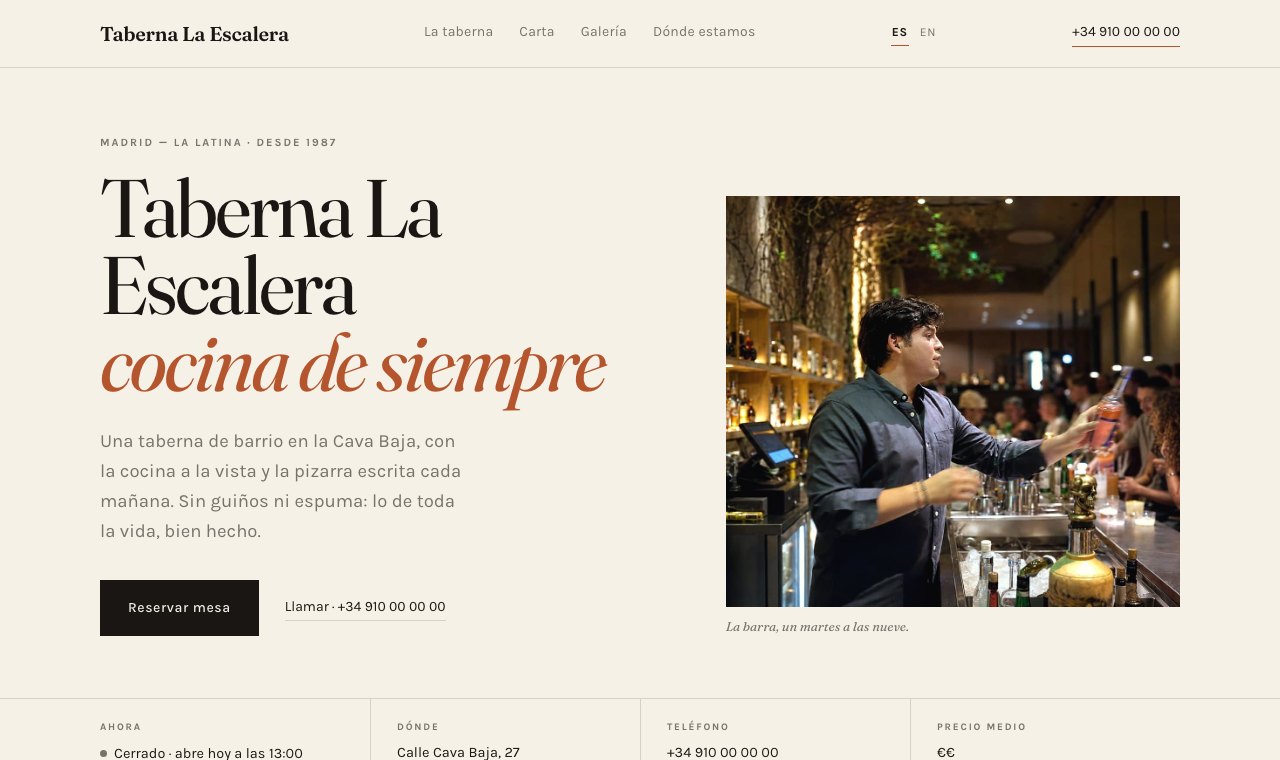 Taberna La Escalera
La taberna
Carta
Galería
Dónde estamos
ES
EN
+34 910 00 00 00
MADRID — LA LATINA · DESDE 1987
Taberna La
Escalera
cocina de siempre
Una taberna de barrio en la Cava Baja, con
la cocina a la vista y la pizarra escrita cada
mañana. Sin guiños ni espuma: lo de toda
la vida, bien hecho.
Reservar mesa
Llamar · +34 910 00 00 00
La barra, un martes a las nueve.
AHORA
Cerrado · abre hoy a las 13:00
DÓNDE
Calle Cava Baja, 27
TELÉFONO
+34 910 00 00 00
PRECIO MEDIO
€€